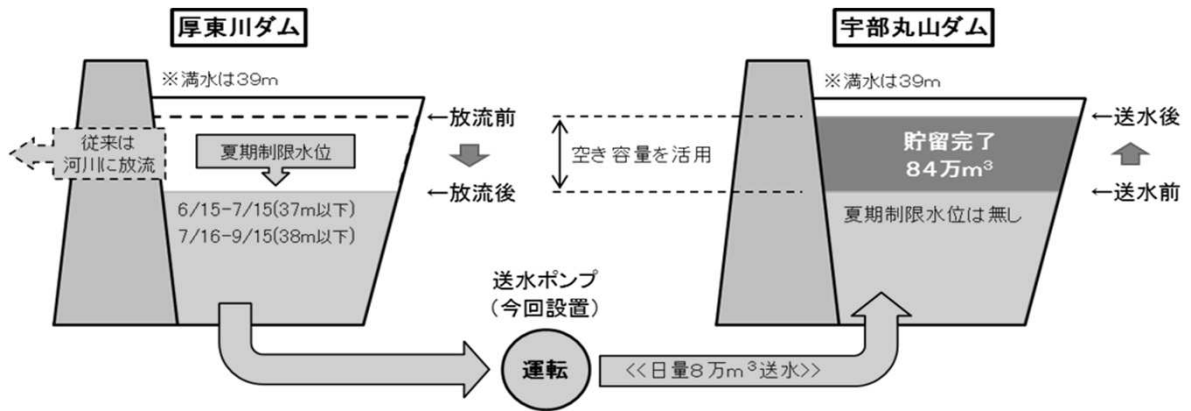 厚東川ダム
宇部丸山ダム
※満水は39m
※満水は39m
←放流前
←送水後
従来は
河川に放流
夏期制限水位
空き容量を活用
貯留完了
84万m³
←放流後
←送水前
6/15-7/15(37m以下)
7/16-9/15(38m以下)
夏期制限水位は無し
送水ポンプ
(今回設置)
運転
<<日量8万m³送水>>